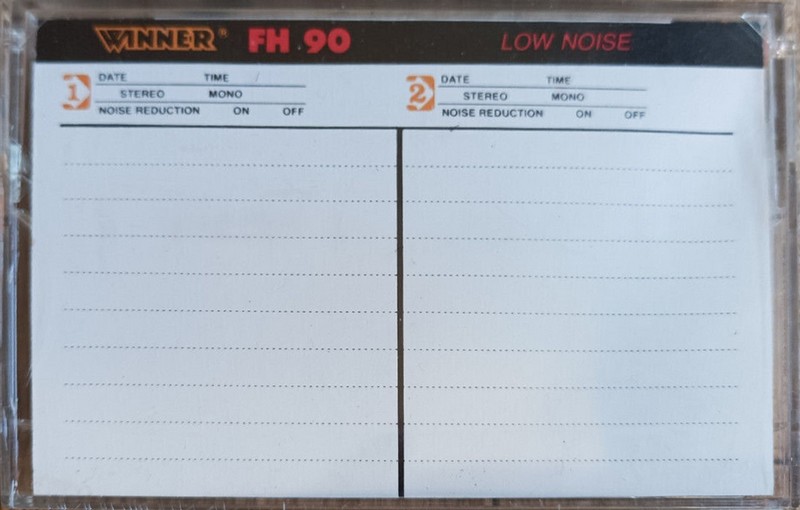 WINNER® FH 90 LOW NOISE
1 DATE TIME
STEREO MONO
NOISE REDUCTION ON OFF
2 DATE TIME
STEREO MONO
NOISE REDUCTION ON OFF